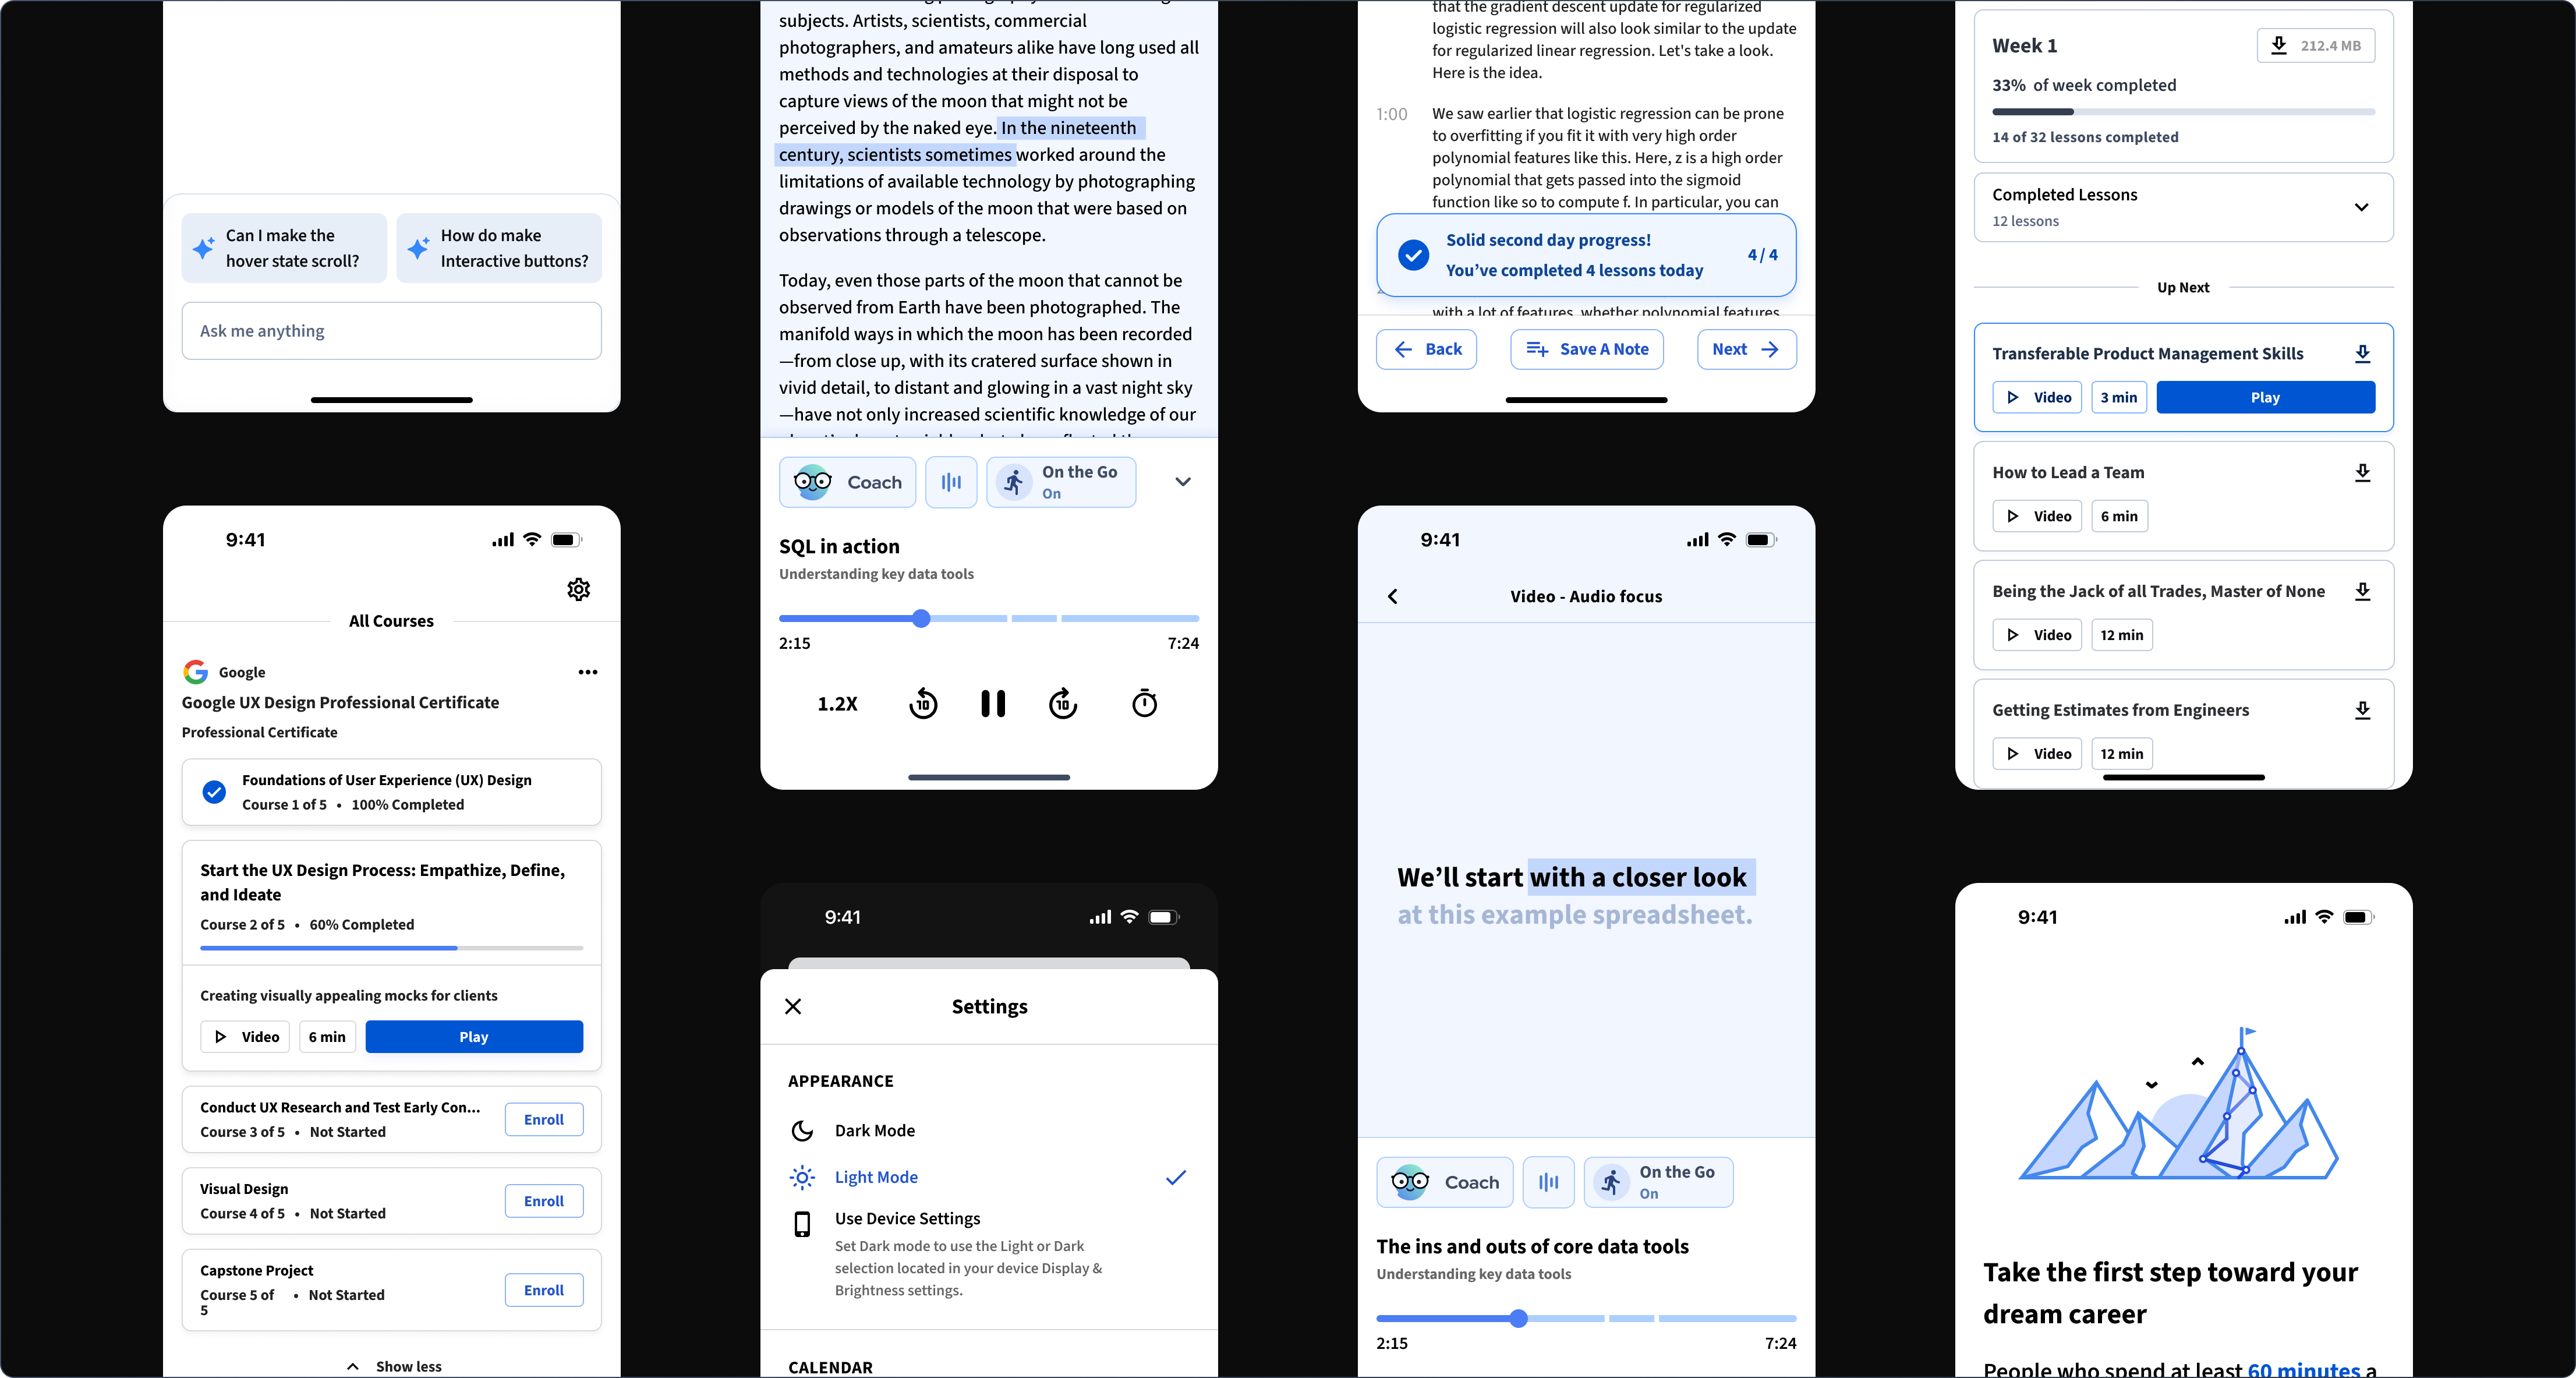 Can I make the
hover state scroll?
How do make
Interactive buttons?
Ask me anything
9:41
All Courses
Google
Google UX Design Professional Certificate
Professional Certificate
Foundations of User Experience (UX) Design
Course 1 of 5 • 100% Completed
Start the UX Design Process: Empathize, Define,
and Ideate
Course 2 of 5 • 60% Completed
Creating visually appealing mocks for clients
Video
6 min
Play
Conduct UX Research and Test Early Con...
Course 3 of 5 • Not Started
Enroll
Visual Design
Course 4 of 5 • Not Started
Enroll
Capstone Project
Course 5 of • Not Started
5
Enroll
Show less
subjects. Artists, scientists, commercial
photographers, and amateurs alike have long used all
methods and technologies at their disposal to
capture views of the moon that might not be
perceived by the naked eye. In the nineteenth
century, scientists sometimes worked around the
limitations of available technology by photographing
drawings or models of the moon that were based on
observations through a telescope.
Today, even those parts of the moon that cannot be
observed from Earth have been photographed. The
manifold ways in which the moon has been recorded
—from close up, with its cratered surface shown in
vivid detail, to distant and glowing in a vast night sky
—have not only increased scientific knowledge of our
Coach
On the Go
On
SQL in action
Understanding key data tools
2:15
7:24
1.2X
10
10
9:41
Settings
APPEARANCE
Dark Mode
Light Mode
Use Device Settings
Set Dark mode to use the Light or Dark
selection located in your device Display &
Brightness settings.
CALENDAR
that the gradient descent update for regularized
logistic regression will also look similar to the update
for regularized linear regression. Let's take a look.
Here is the idea.
1:00
We saw earlier that logistic regression can be prone
to overfitting if you fit it with very high order
polynomial features like this. Here, z is a high order
polynomial that gets passed into the sigmoid
function like so to compute f. In particular, you can
Solid second day progress!
You’ve completed 4 lessons today
4 / 4
with a lot of features, whether polynomial features
Back
Save A Note
Next
9:41
Video - Audio focus
We’ll start with a closer look
at this example spreadsheet.
Coach
On the Go
On
The ins and outs of core data tools
Understanding key data tools
2:15
7:24
Week 1
212.4 MB
33% of week completed
14 of 32 lessons completed
Completed Lessons
12 lessons
Up Next
Transferable Product Management Skills
Video
3 min
Play
How to Lead a Team
Video
6 min
Being the Jack of all Trades, Master of None
Video
12 min
Getting Estimates from Engineers
Video
12 min
9:41
Take the first step toward your
dream career
People who spend at least 60 minutes a